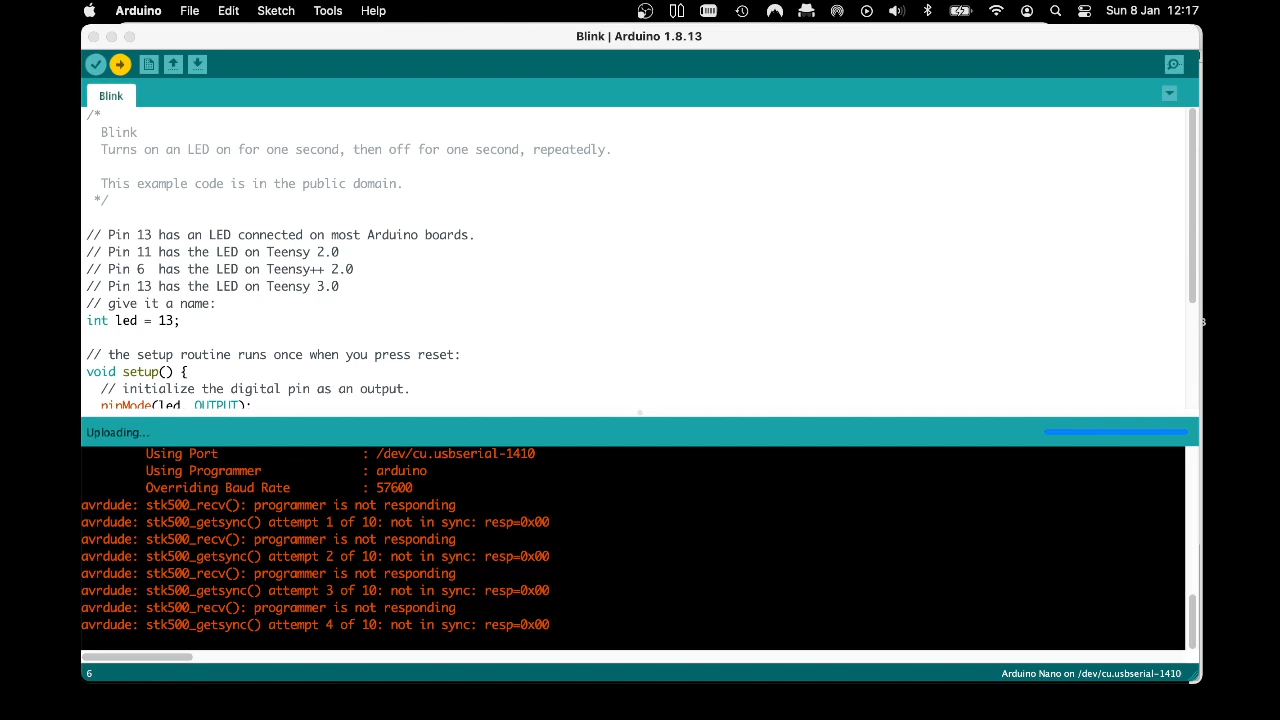 Arduino File Edit Sketch Tools Help Sun 8 Jan 12:17
Blink | Arduino 1.8.13
Blink
/*
Blink
Turns on an LED on for one second, then off for one second, repeatedly.
This example code is in the public domain.
*/
// Pin 13 has an LED connected on most Arduino boards.
// Pin 11 has the LED on Teensy 2.0
// Pin 6  has the LED on Teensy++ 2.0
// Pin 13 has the LED on Teensy 3.0
// give it a name:
int led = 13;
// the setup routine runs once when you press reset:
void setup() {
// initialize the digital pin as an output.
pinMode(led, OUTPUT);
Uploading...
Using Port : /dev/cu.usbserial-1410
Using Programmer : arduino
Overriding Baud Rate : 57600
avrdude: stk500_recv(): programmer is not responding
avrdude: stk500_getsync() attempt 1 of 10: not in sync: resp=0x00
avrdude: stk500_recv(): programmer is not responding
avrdude: stk500_getsync() attempt 2 of 10: not in sync: resp=0x00
avrdude: stk500_recv(): programmer is not responding
avrdude: stk500_getsync() attempt 3 of 10: not in sync: resp=0x00
avrdude: stk500_recv(): programmer is not responding
avrdude: stk500_getsync() attempt 4 of 10: not in sync: resp=0x00
6 Arduino Nano on /dev/cu.usbserial-1410